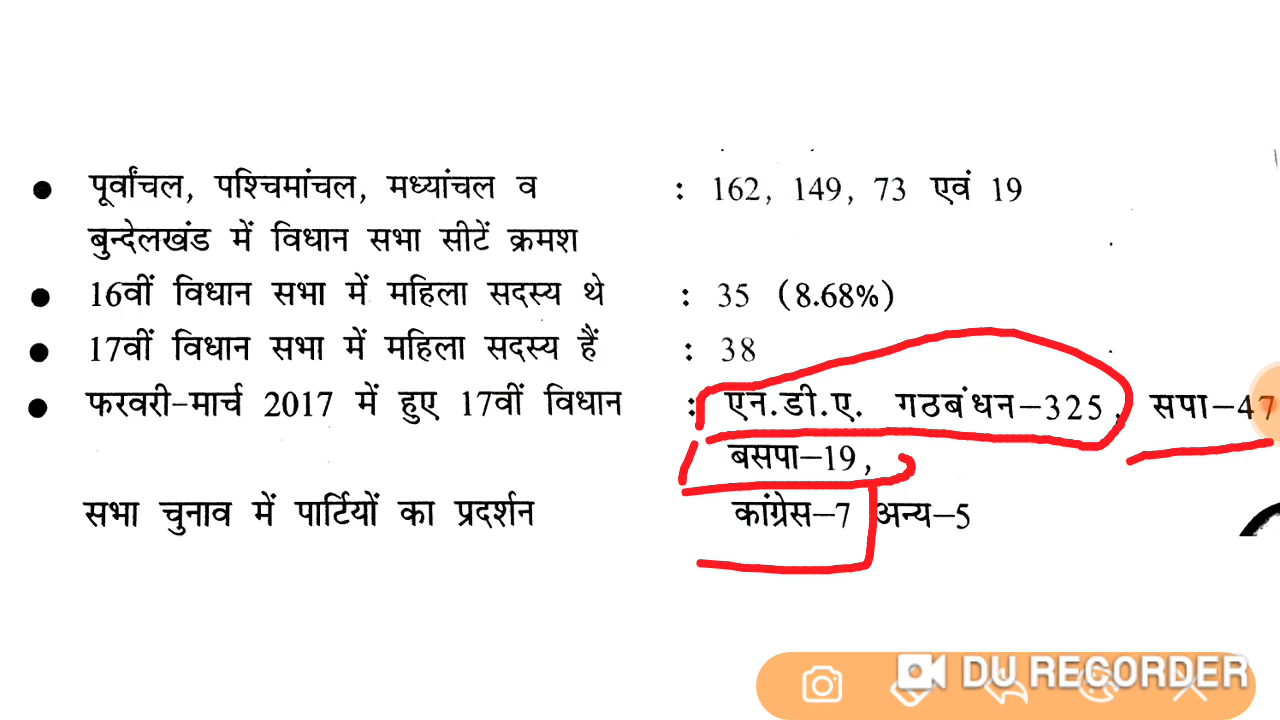 ● पूर्वांचल, पश्चिमांचल, मध्यांचल व : 162, 149, 73 एवं 19
बुन्देलखंड में विधान सभा सीटें क्रमश
● 16वीं विधान सभा में महिला सदस्य थे : 35 (8.68%)
● 17वीं विधान सभा में महिला सदस्य हैं : 38
● फरवरी-मार्च 2017 में हुए 17वीं विधान : एन.डी.ए. गठबंधन–325, सपा–47
बसपा–19,
सभा चुनाव में पार्टियों का प्रदर्शन कांग्रेस–7 अन्य–5
DU RECORDER